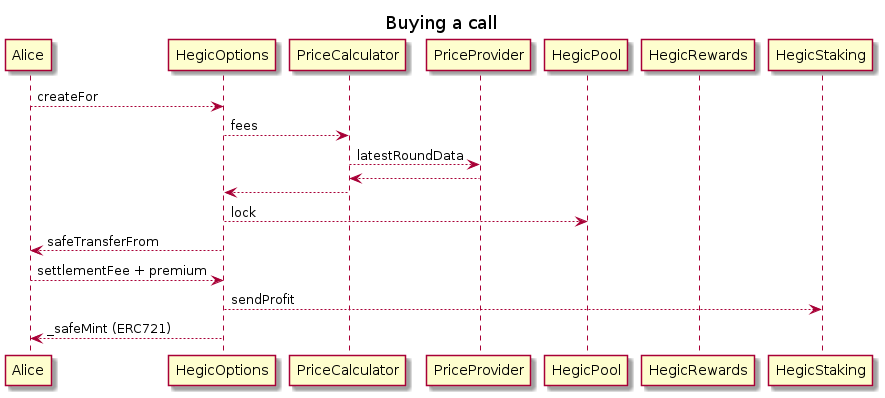 Buying a call
Alice HegicOptions PriceCalculator PriceProvider HegicPool HegicRewards HegicStaking
createFor
fees
latestRoundData
lock
safeTransferFrom
settlementFee + premium
sendProfit
_safeMint (ERC721)
Alice HegicOptions PriceCalculator PriceProvider HegicPool HegicRewards HegicStaking